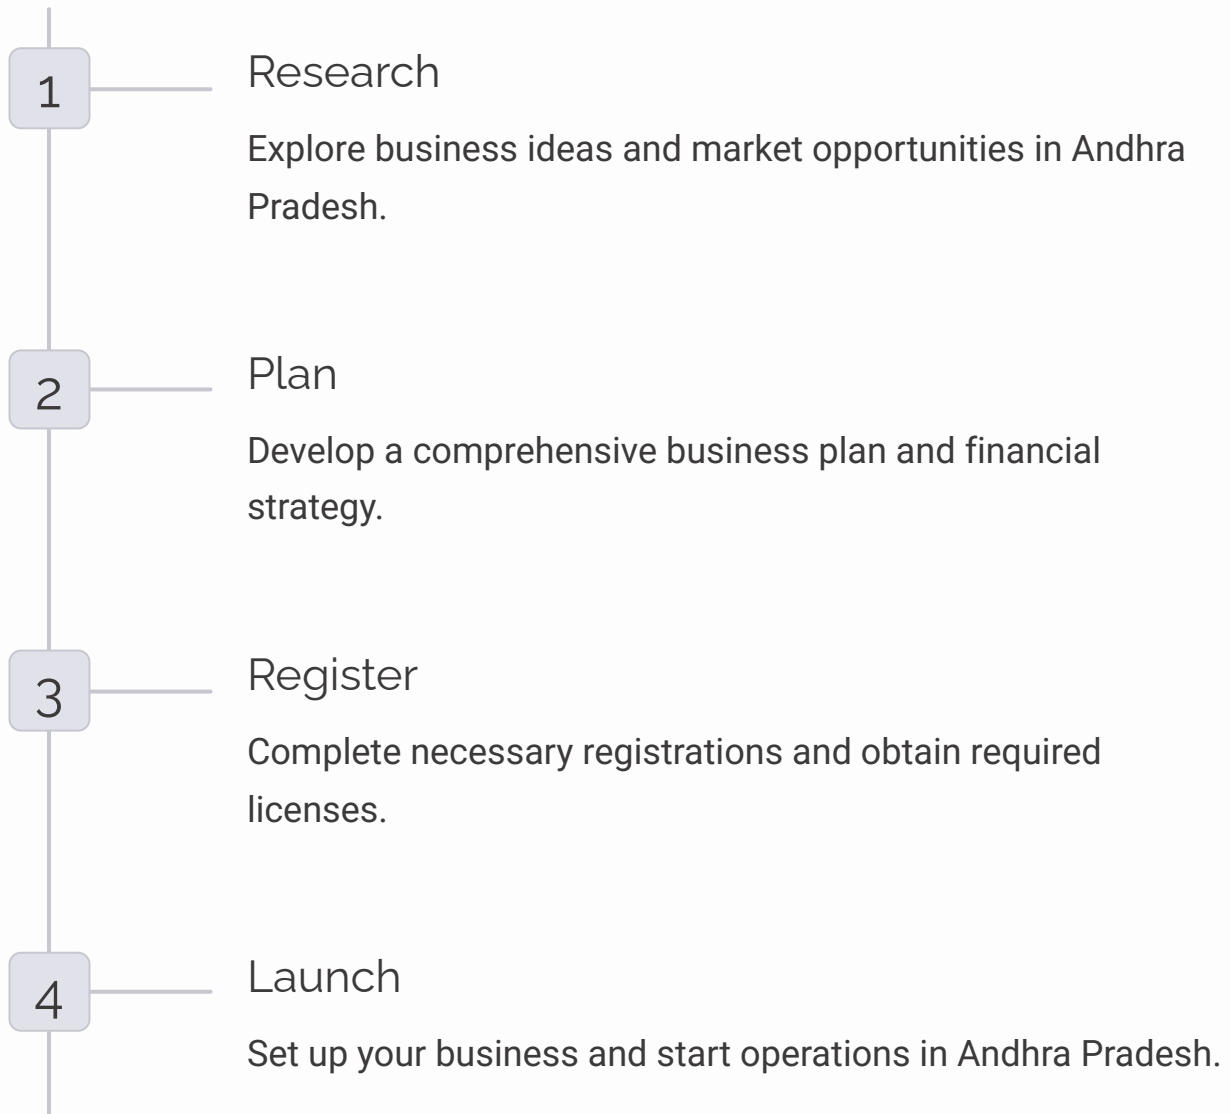 1
Research
Explore business ideas and market opportunities in Andhra
Pradesh.
2
Plan
Develop a comprehensive business plan and financial
strategy.
3
Register
Complete necessary registrations and obtain required
licenses.
4
Launch
Set up your business and start operations in Andhra Pradesh.